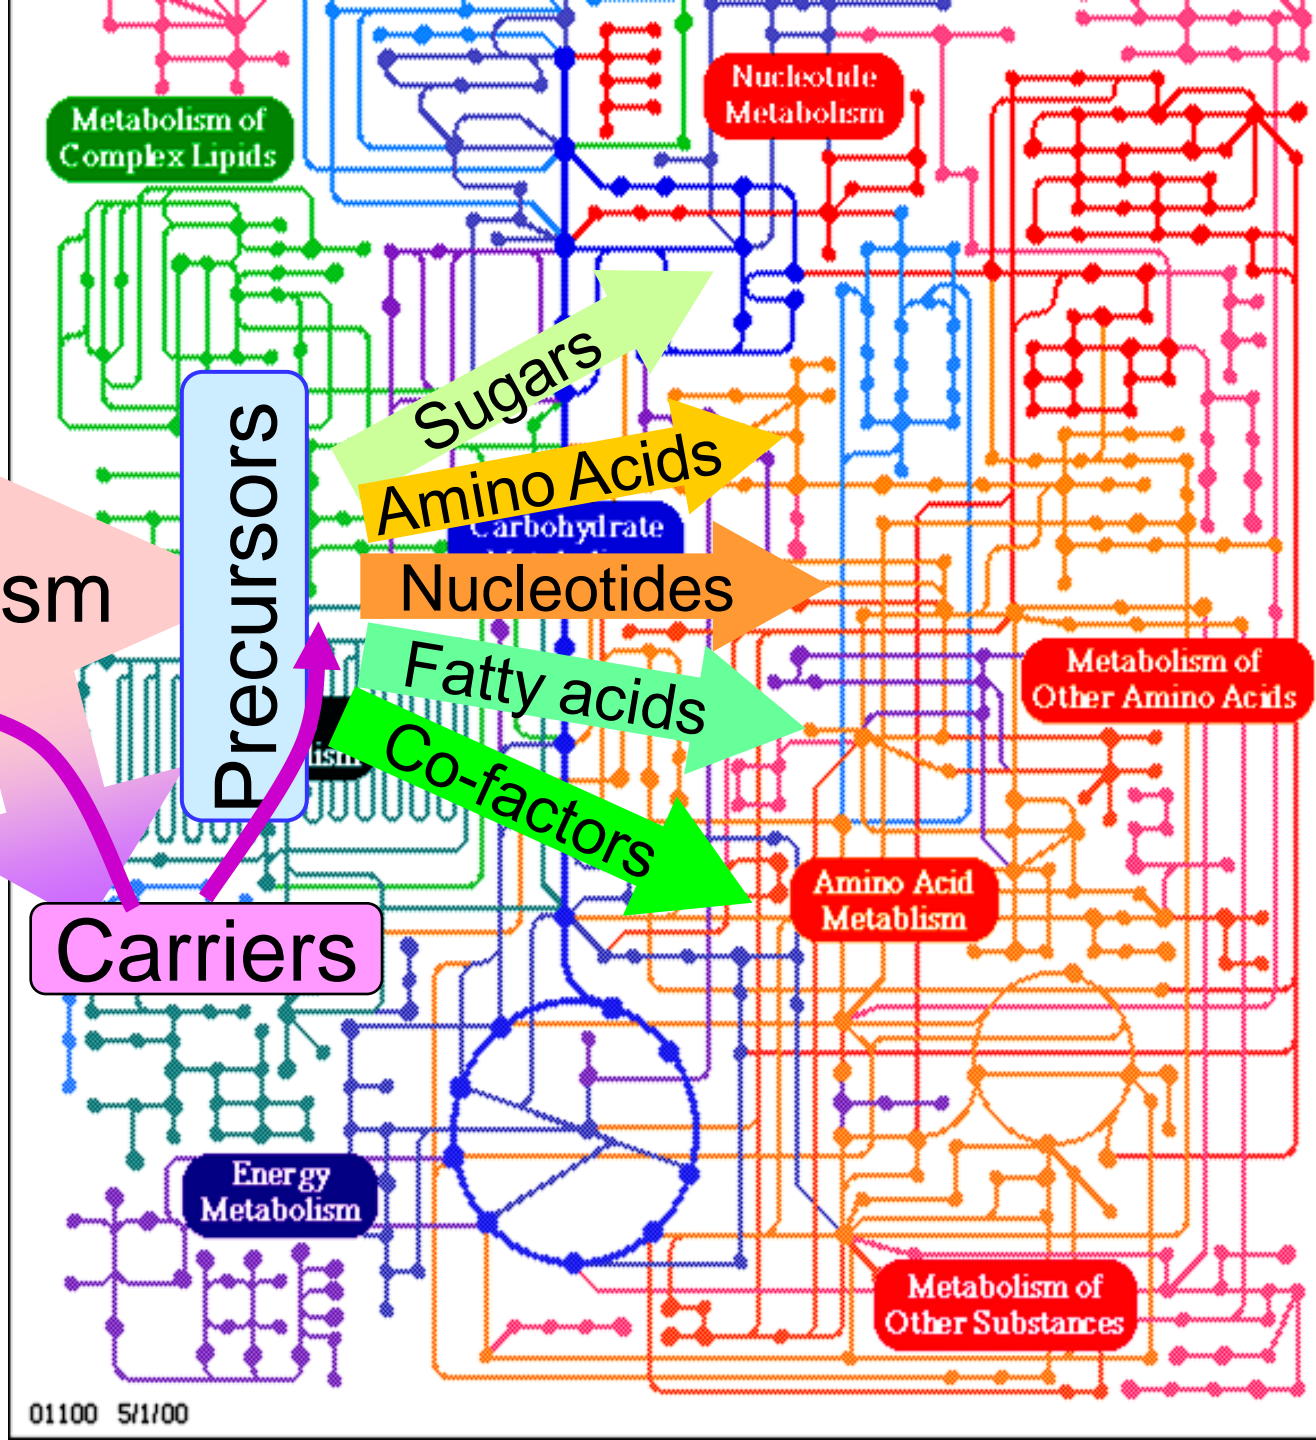 Nucleotide
Metabolism
Metabolism of
Complex Lipids
Sugars
Amino Acids
Carbohydrate
Nucleotides
sm
Precursors
Fatty acids
Metabolism of
Other Amino Acids
lism
Co-factors
Amino Acid
Metablism
Carriers
Energy
Metabolism
Metabolism of
Other Substances
01100 5/1/00